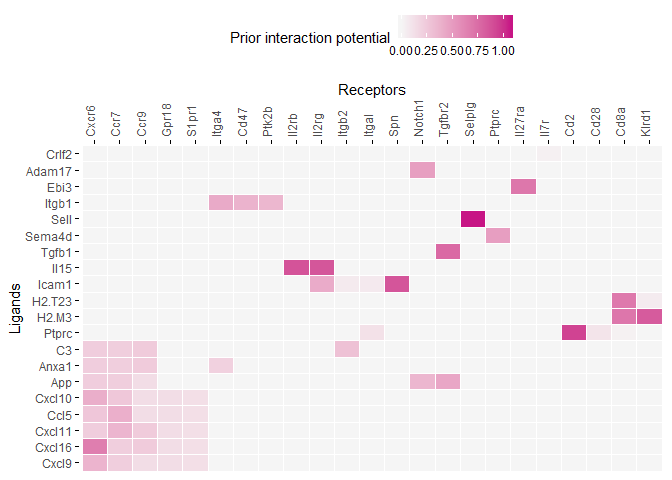 Prior interaction potential
0.00 0.25 0.50 0.75 1.00
Receptors
Cxcr6 Ccr7 Ccr9 Gpr18 S1pr1 Itga4 Cd47 Ptk2b Il2rb Il2rg Itgb2 Itgal Spn Notch1 Tgfbr2 Selplg Ptprc Il27ra Il7r Cd2 Cd28 Cd8a Klrd1
Ligands
Crlf2
Adam17
Ebi3
Itgb1
Sell
Sema4d
Tgfb1
Il15
Icam1
H2.T23
H2.M3
Ptprc
C3
Anxa1
App
Cxcl10
Ccl5
Cxcl11
Cxcl16
Cxcl9